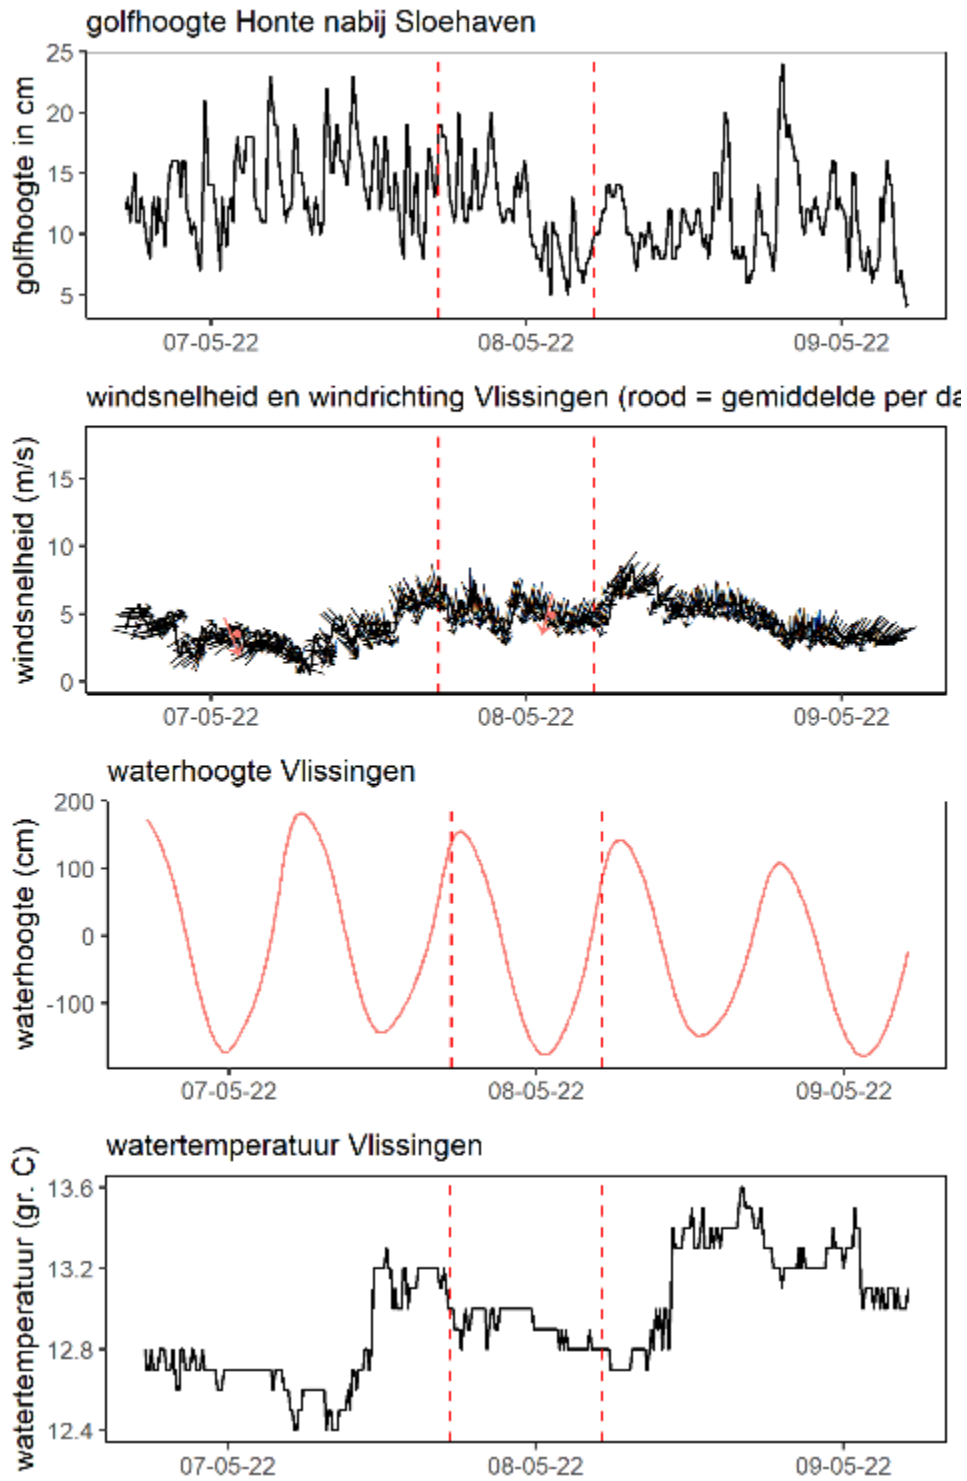 golfhoogte Honte nabij Sloehaven
golfhoogte in cm
25
20
15
10
5
07-05-22 08-05-22 09-05-22
windsnelheid en windrichting Vlissingen (rood = gemiddelde per da
windsnelheid (m/s)
15
10
5
0
07-05-22 08-05-22 09-05-22
waterhoogte Vlissingen
waterhoogte (cm)
200
100
0
-100
07-05-22 08-05-22 09-05-22
watertemperatuur Vlissingen
watertemperatuur (gr. C)
13.6
13.2
12.8
12.4
07-05-22 08-05-22 09-05-22